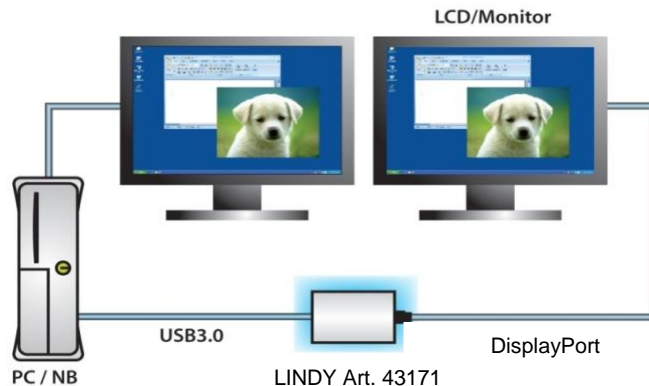 LCD/Monitor
USB3.0
DisplayPort
PC / NB
LINDY Art. 43171